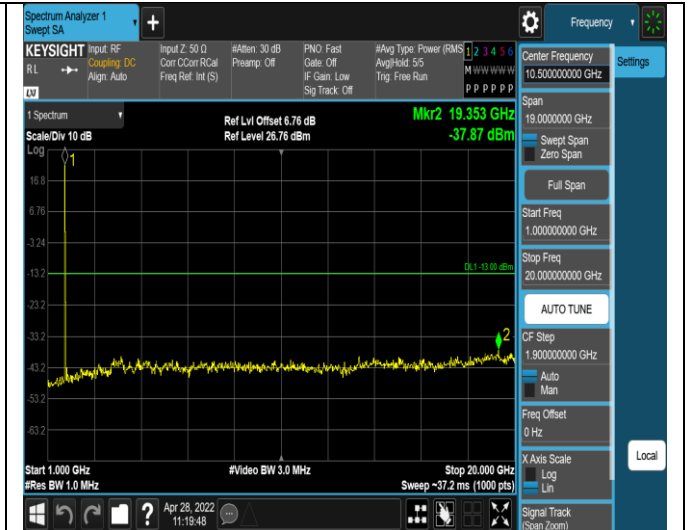 Spectrum Analyzer 1
Swept SA
+
Frequency
KEYSIGHT
RL
LXI
Input: RF
Coupling: DC
Align: Auto
Input Z: 50 Ω
Corr CCorr RCal
Freq Ref: Int (S)
#Atten: 30 dB
Preamp: Off
PNO: Fast
Gate: Off
IF Gain: Low
Sig Track: Off
#Avg Type: Power (RMS
Avg|Hold: 5/5
Trig: Free Run
1 2 3 4 5 6
M W W W W W
P P P P P P
1 Spectrum
Scale/Div 10 dB
Log
Ref Lvl Offset 6.76 dB
Ref Level 26.76 dBm
Mkr2 19.353 GHz
-37.87 dBm
1
16.8
6.76
-3.24
-13.2
DL1 -13.00 dBm
-23.2
-33.2
2
-43.2
-53.2
-63.2
Start 1.000 GHz
#Video BW 3.0 MHz
Stop 20.000 GHz
#Res BW 1.0 MHz
Sweep ~37.2 ms (1000 pts)
?
Apr 28, 2022
11:19:48
Center Frequency
10.500000000 GHz
Settings
Span
19.0000000 GHz
Swept Span
Zero Span
Full Span
Start Freq
1.000000000 GHz
Stop Freq
20.000000000 GHz
AUTO TUNE
CF Step
1.900000000 GHz
Auto
Man
Freq Offset
0 Hz
X Axis Scale
Log
Lin
Local
Signal Track
(Span Zoom)